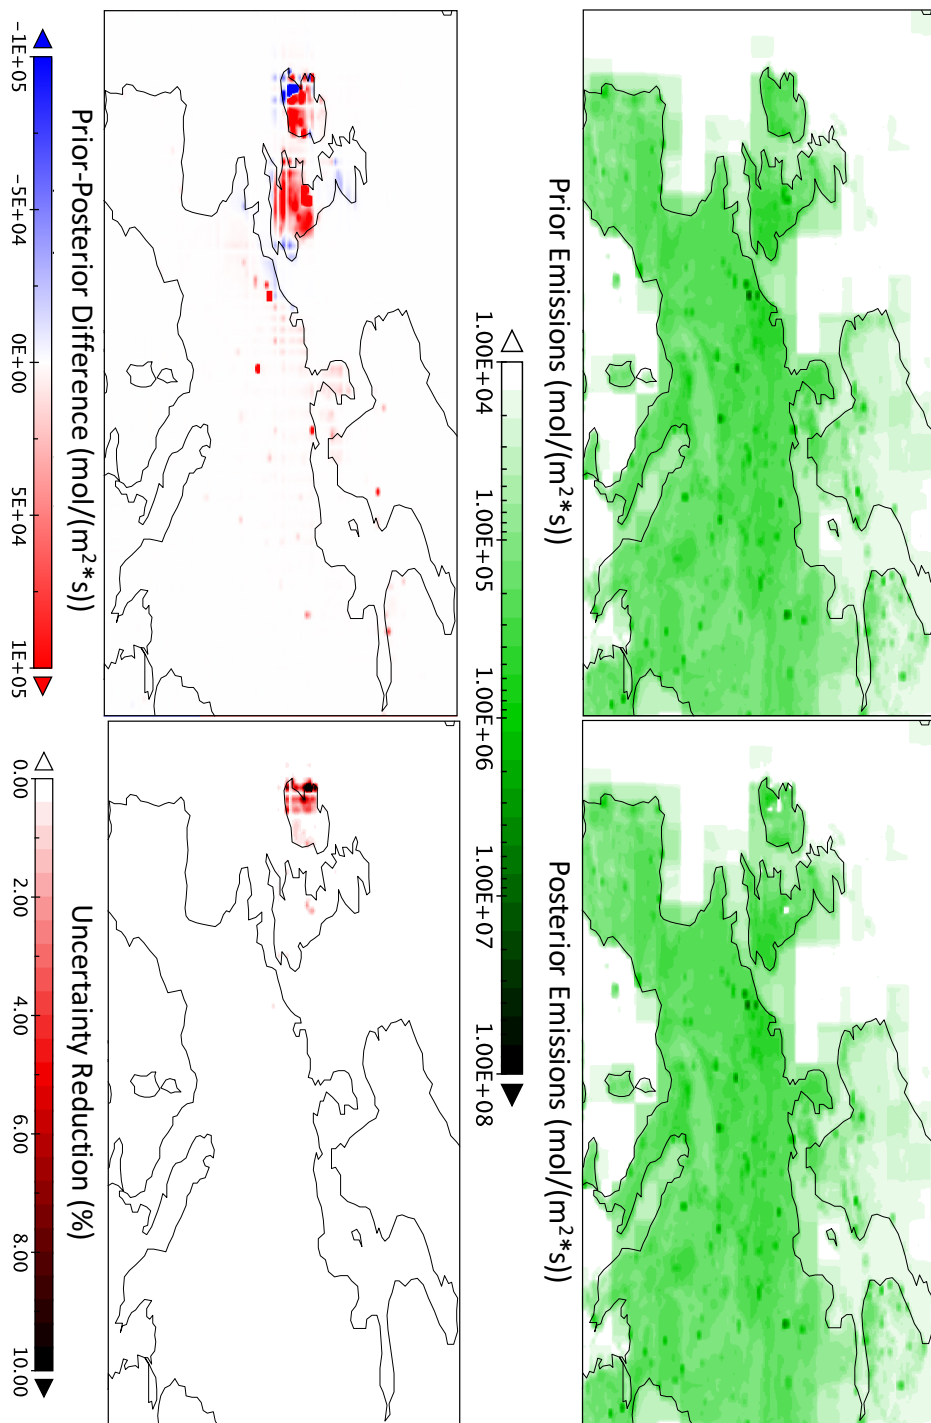 Prior Emissions (mol/(m²*s))
Posterior Emissions (mol/(m²*s))
1.00E+04 1.00E+05 1.00E+06 1.00E+07 1.00E+08
Prior-Posterior Difference (mol/(m²*s))
-1E+05 -5E+04 0E+00 5E+04 1E+05
Uncertainty Reduction (%)
0.00 2.00 4.00 6.00 8.00 10.00